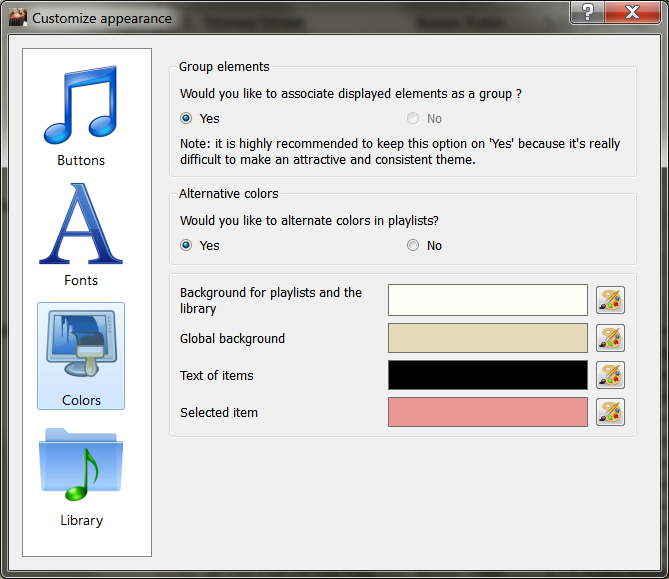 Customize appearance
?
Buttons
Fonts
Colors
Library
Group elements
Would you like to associate displayed elements as a group ?
Yes
No
Note: it is highly recommended to keep this option on 'Yes' because it's really
difficult to make an attractive and consistent theme.
Alternative colors
Would you like to alternate colors in playlists?
Yes
No
Background for playlists and the
library
Global background
Text of items
Selected item